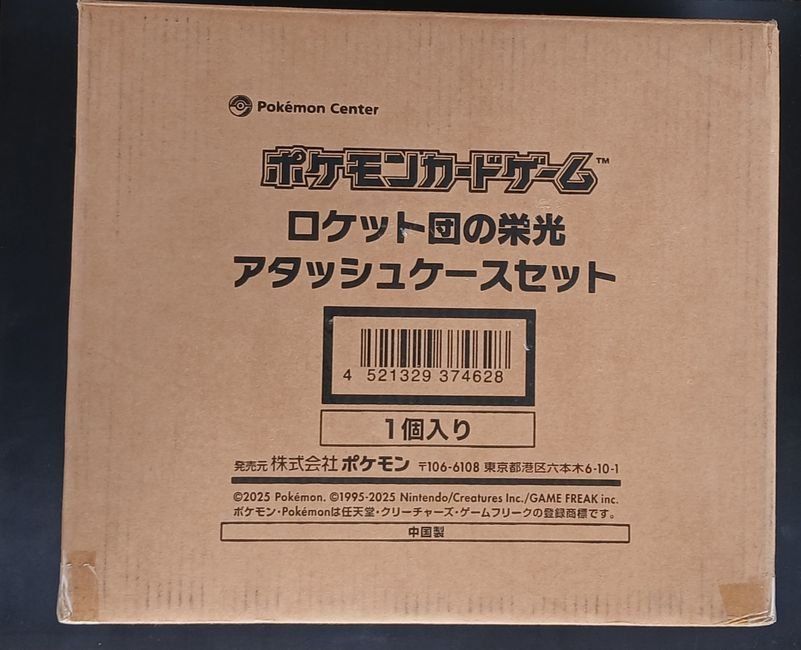 Pokémon Center
ポケモンカードゲーム™
ロケット団の栄光
アタッシュケースセット
4 521329 374628
1個入り
発売元 株式会社ポケモン 〒106-6108 東京都港区六本木6-10-1
©2025 Pokémon. ©1995-2025 Nintendo/Creatures Inc./GAME FREAK inc.
ポケモン・Pokémonは任天堂・クリーチャーズ・ゲームフリークの登録商標です。
中国製